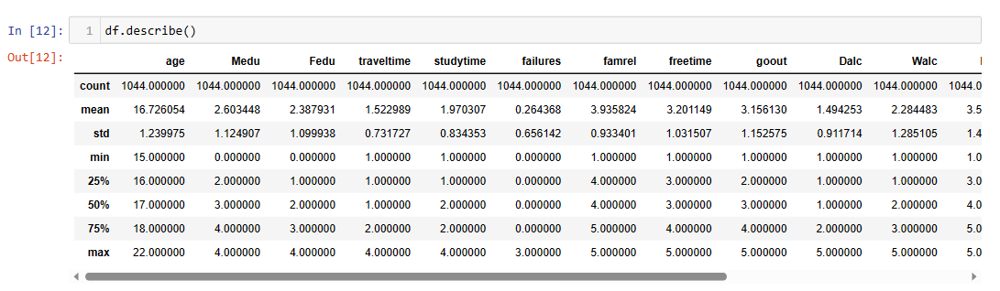 In [12]: 1 df.describe()
Out[12]:
age Medu Fedu traveltime studytime failures famrel freetime goout Dalc Walc
count 1044.000000 1044.000000 1044.000000 1044.000000 1044.000000 1044.000000 1044.000000 1044.000000 1044.000000 1044.000000 1044.000000 1044.0
mean 16.726054 2.603448 2.387931 1.522989 1.970307 0.264368 3.935824 3.201149 3.156130 1.494253 2.284483 3.5
std 1.239975 1.124907 1.099938 0.731727 0.834353 0.656142 0.933401 1.031507 1.152575 0.911714 1.285105 1.4
min 15.000000 0.000000 0.000000 1.000000 1.000000 0.000000 1.000000 1.000000 1.000000 1.000000 1.000000 1.0
25% 16.000000 2.000000 1.000000 1.000000 1.000000 0.000000 4.000000 3.000000 2.000000 1.000000 1.000000 3.0
50% 17.000000 3.000000 2.000000 1.000000 2.000000 0.000000 4.000000 3.000000 3.000000 1.000000 2.000000 4.0
75% 18.000000 4.000000 3.000000 2.000000 2.000000 0.000000 5.000000 4.000000 4.000000 2.000000 3.000000 5.0
max 22.000000 4.000000 4.000000 4.000000 4.000000 3.000000 5.000000 5.000000 5.000000 5.000000 5.000000 5.0